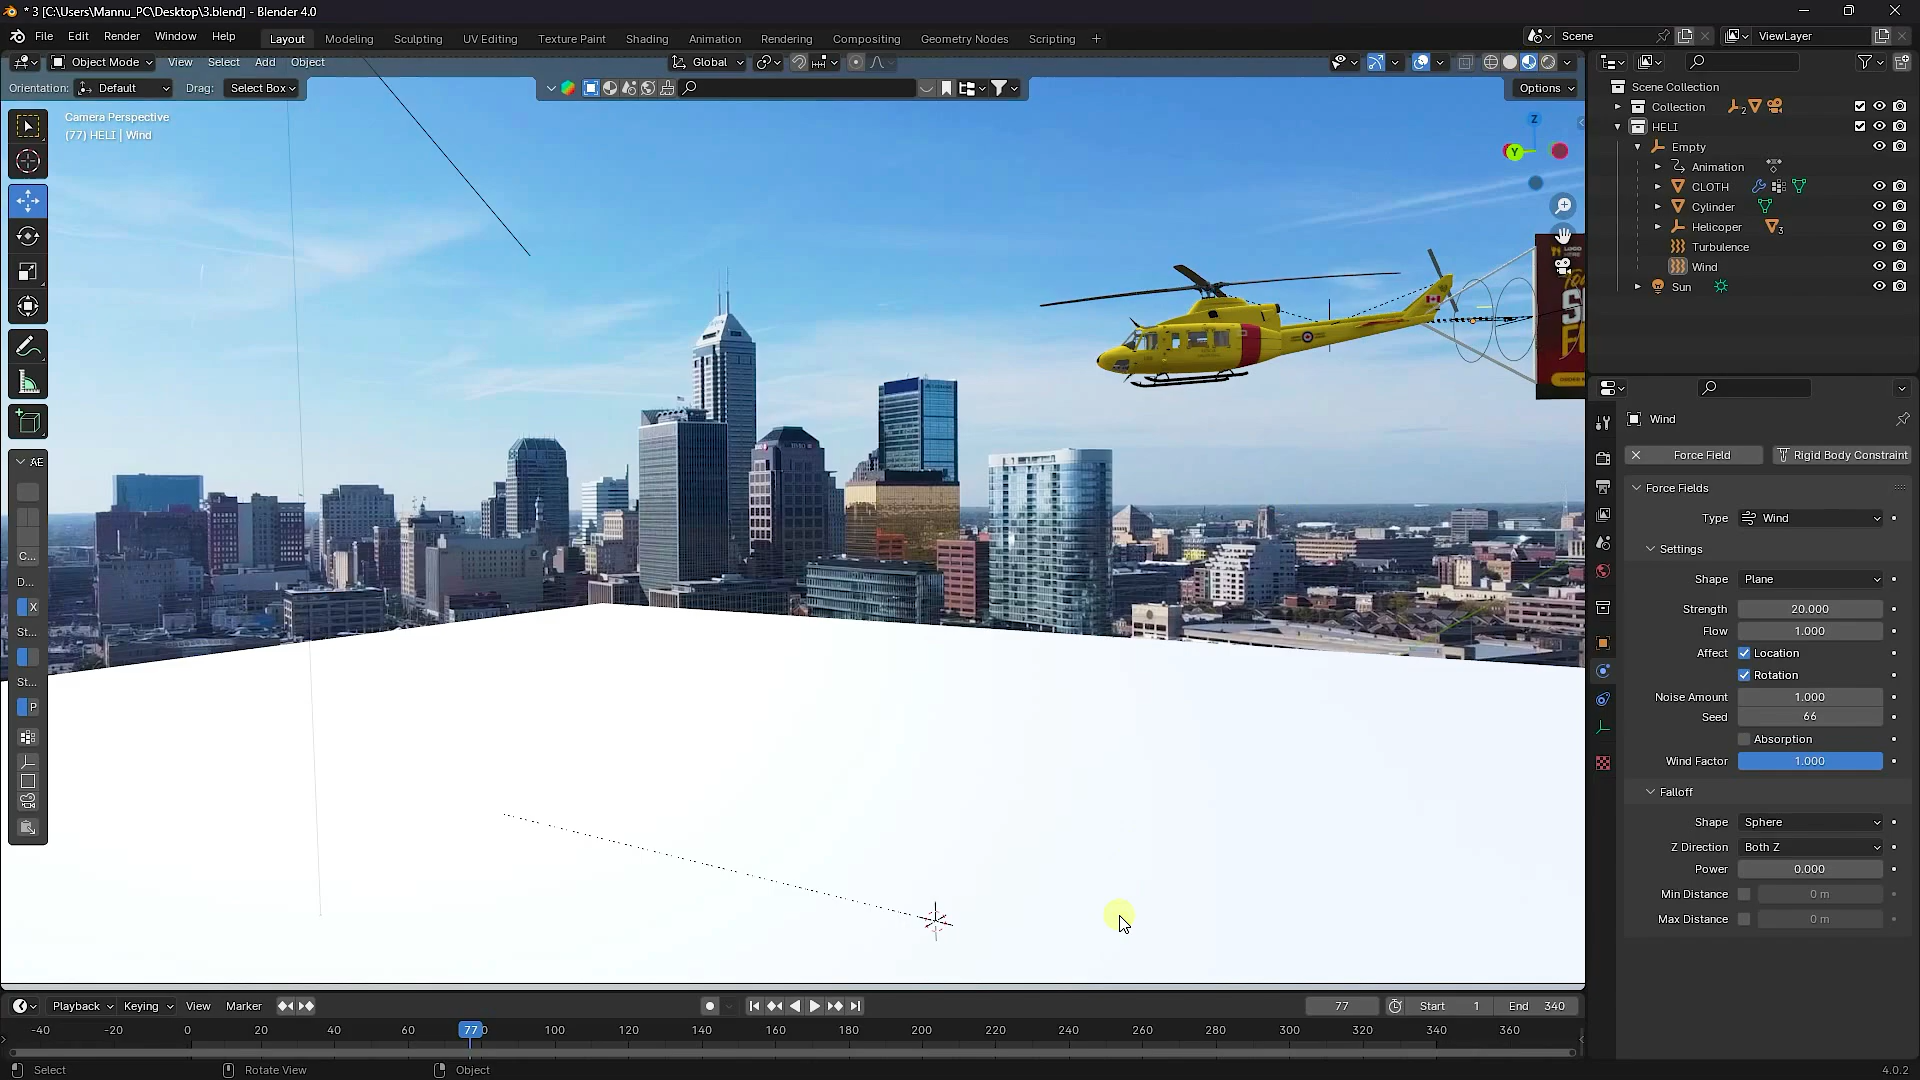 * 3 [C:\Users\Mannu_PC\Desktop\3.blend] - Blender 4.0
File Edit Render Window Help
Layout Modeling Sculpting UV Editing Texture Paint Shading Animation Rendering Compositing Geometry Nodes Scripting +
Scene
ViewLayer
Object Mode View Select Add Object
Global
Orientation: Default Drag: Select Box
Options
Camera Perspective
(77) HELI | Wind
Z
Y
AE
C...
D...
X
St...
St...
P
Scene Collection
Collection 2
HELI
Empty
Animation
CLOTH
Cylinder
Helicoper 3
Turbulence
Wind
Sun
Wind
Force Field
Rigid Body Constraint
Force Fields
Type Wind
Settings
Shape Plane
Strength 20.000
Flow 1.000
Affect Location
Rotation
Noise Amount 1.000
Seed 66
Absorption
Wind Factor 1.000
Falloff
Shape Sphere
Z Direction Both Z
Power 0.000
Min Distance 0 m
Max Distance 0 m
Playback Keying View Marker
77
Start 1
End 340
-40 -20 0 20 40 60 77 100 120 140 160 180 200 220 240 260 280 300 320 340 360
Select
Rotate View
Object
4.0.2